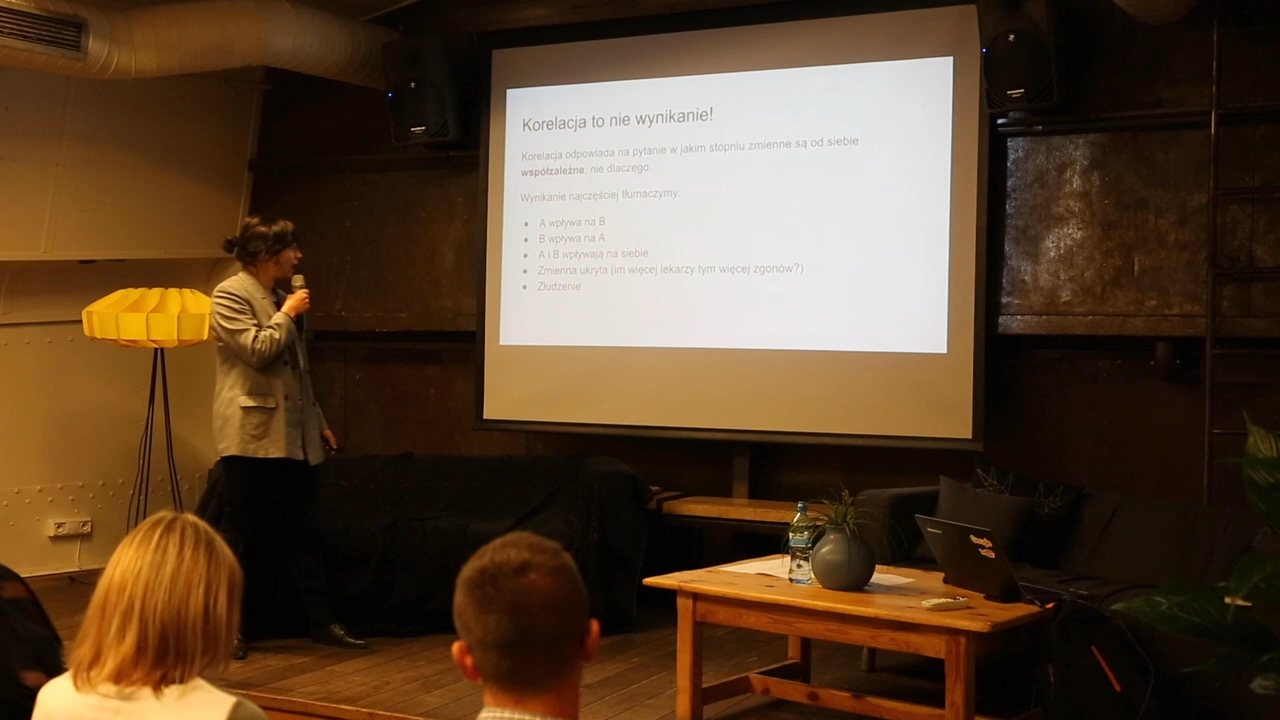 Korelacja to nie wynikanie!
Korelacja odpowiada na pytanie w jakim stopniu zmienne są od siebie
współzależne, nie dlaczego.
Wynikanie najczęściej tłumaczymy:
● A wpływa na B
● B wpływa na A
● A i B wpływają na siebie
● Zmienna ukryta (im więcej lekarzy tym więcej zgonów?)
● Złudzenie